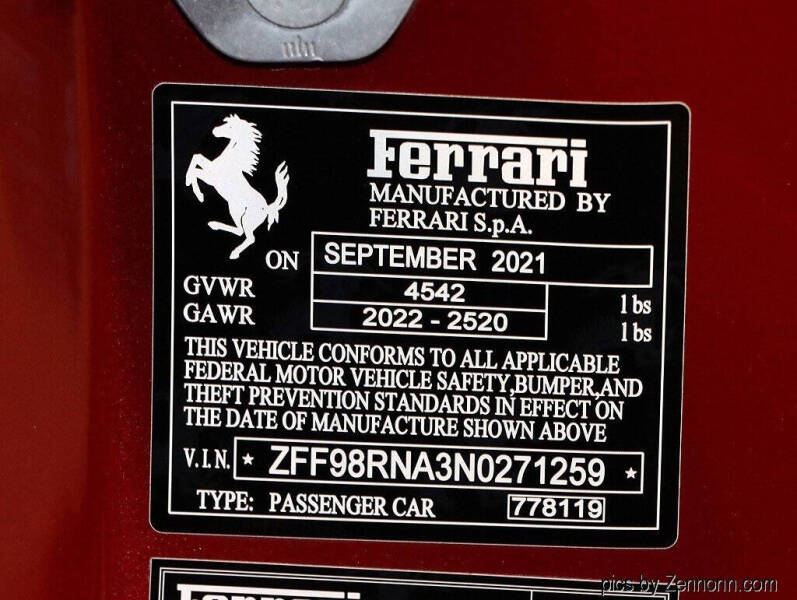 Ferrari
MANUFACTURED BY
FERRARI S.p.A.
ON SEPTEMBER 2021
GVWR 4542 lbs
GAWR 2022 - 2520 lbs
THIS VEHICLE CONFORMS TO ALL APPLICABLE
FEDERAL MOTOR VEHICLE SAFETY,BUMPER,AND
THEFT PREVENTION STANDARDS IN EFFECT ON
THE DATE OF MANUFACTURE SHOWN ABOVE
V.I.N. * ZFF98RNA3N0271259 *
TYPE: PASSENGER CAR 778119
Ferrari
pics by Zennonn.com